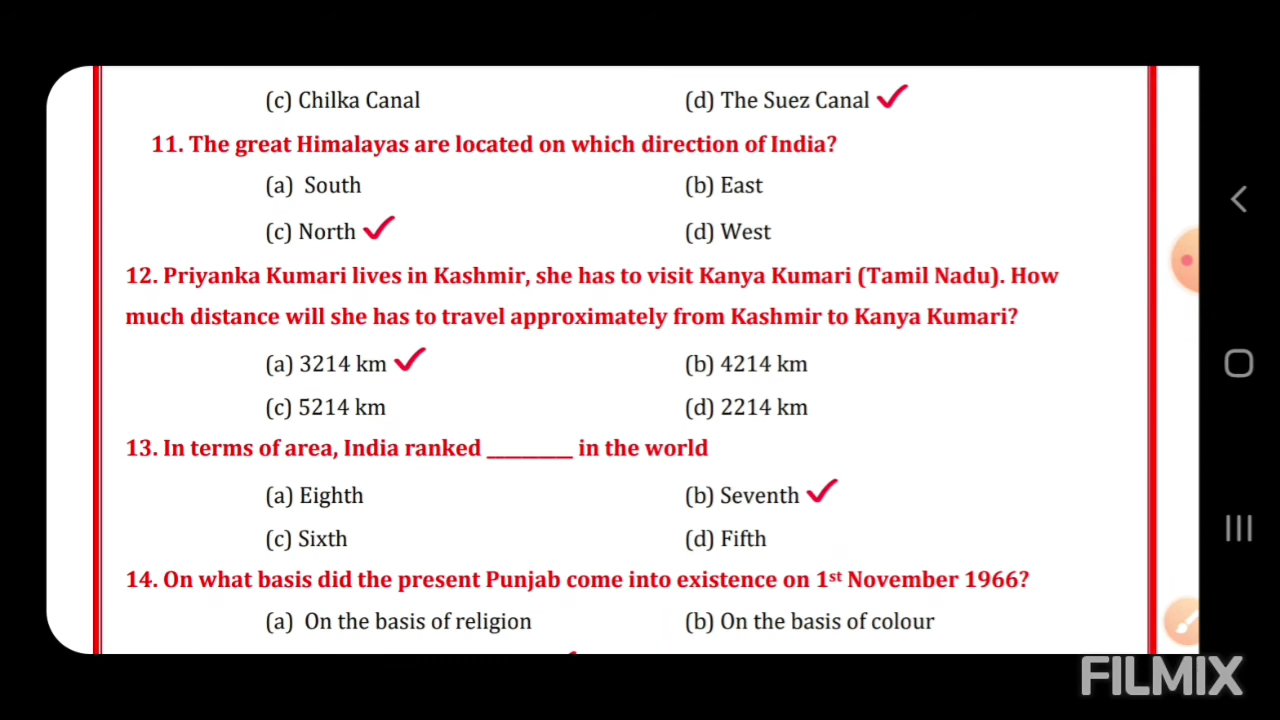 (c) Chilka Canal (d) The Suez Canal ✓
11. The great Himalayas are located on which direction of India?
(a) South (b) East
(c) North ✓ (d) West
12. Priyanka Kumari lives in Kashmir, she has to visit Kanya Kumari (Tamil Nadu). How
much distance will she has to travel approximately from Kashmir to Kanya Kumari?
(a) 3214 km ✓ (b) 4214 km
(c) 5214 km (d) 2214 km
13. In terms of area, India ranked __________ in the world
(a) Eighth (b) Seventh ✓
(c) Sixth (d) Fifth
14. On what basis did the present Punjab come into existence on 1st November 1966?
(a) On the basis of religion (b) On the basis of colour
FILMIX